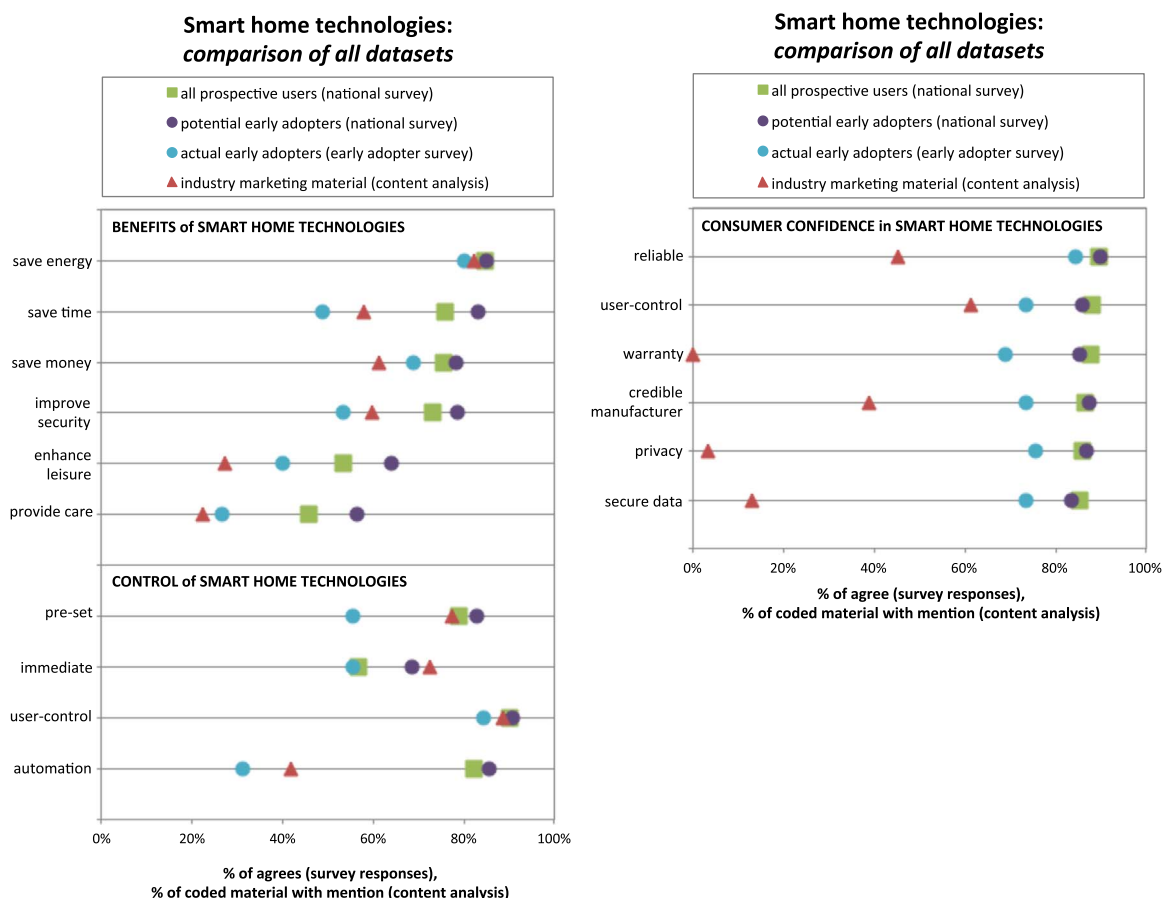 Smart home technologies:
comparison of all datasets
all prospective users (national survey)
potential early adopters (national survey)
actual early adopters (early adopter survey)
industry marketing material (content analysis)
BENEFITS of SMART HOME TECHNOLOGIES
save energy
save time
save money
improve
security
enhance
leisure
provide care
CONTROL of SMART HOME TECHNOLOGIES
pre-set
immediate
user-control
automation
0%
20%
40%
60%
80%
100%
% of agrees (survey responses),
% of coded material with mention (content analysis)
Smart home technologies:
comparison of all datasets
all prospective users (national survey)
potential early adopters (national survey)
actual early adopters (early adopter survey)
industry marketing material (content analysis)
CONSUMER CONFIDENCE in SMART HOME TECHNOLOGIES
reliable
user-control
warranty
credible
manufacturer
privacy
secure data
0%
20%
40%
60%
80%
100%
% of agree (survey responses),
% of coded material with mention (content analysis)